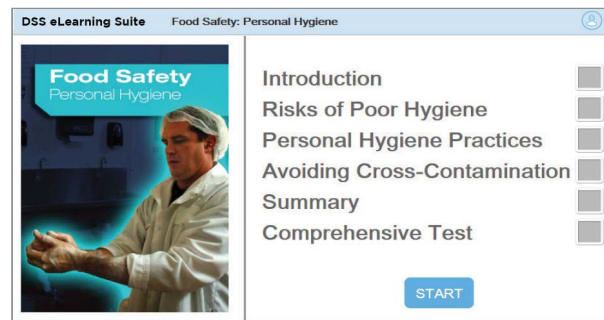 DSS eLearning Suite
Food Safety: Personal Hygiene
Food Safety
Personal Hygiene
Introduction
Risks of Poor Hygiene
Personal Hygiene Practices
Avoiding Cross-Contamination
Summary
Comprehensive Test
START